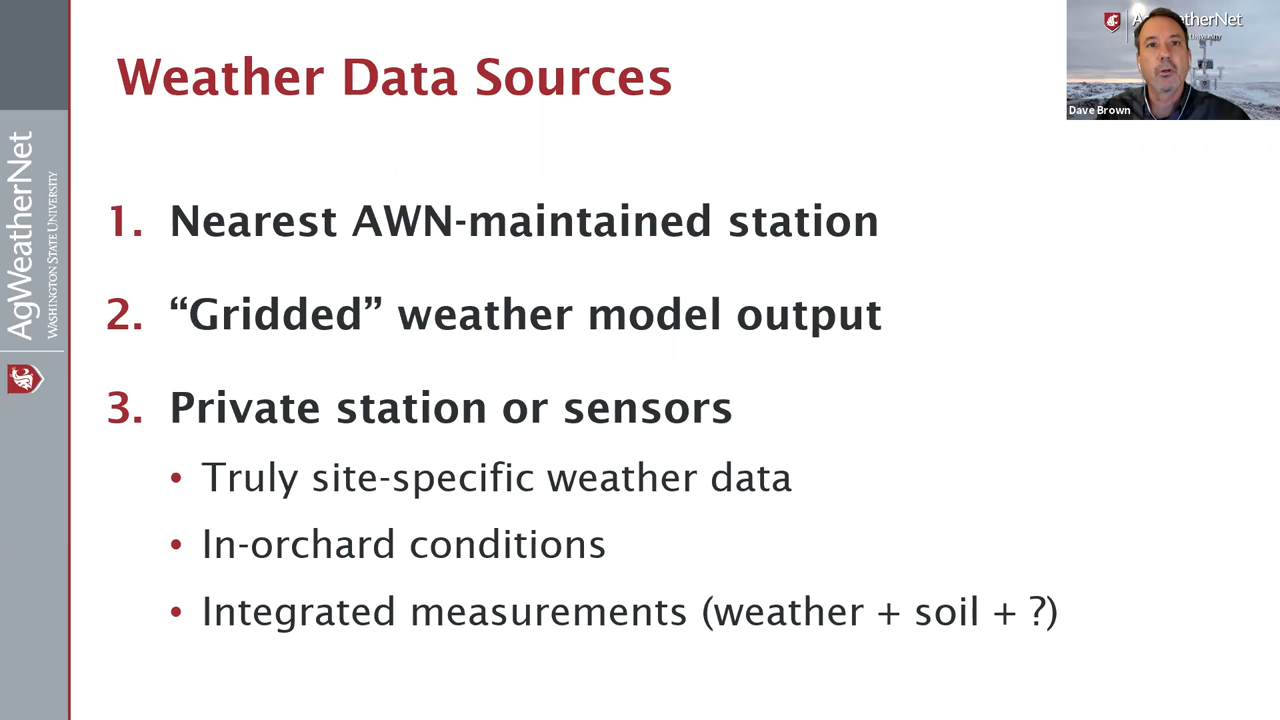 Weather Data Sources
1. Nearest AWN-maintained station
2. “Gridded” weather model output
3. Private station or sensors
• Truly site-specific weather data
• In-orchard conditions
• Integrated measurements (weather + soil + ?)
AgWeatherNet
WASHINGTON STATE UNIVERSITY
Dave Brown